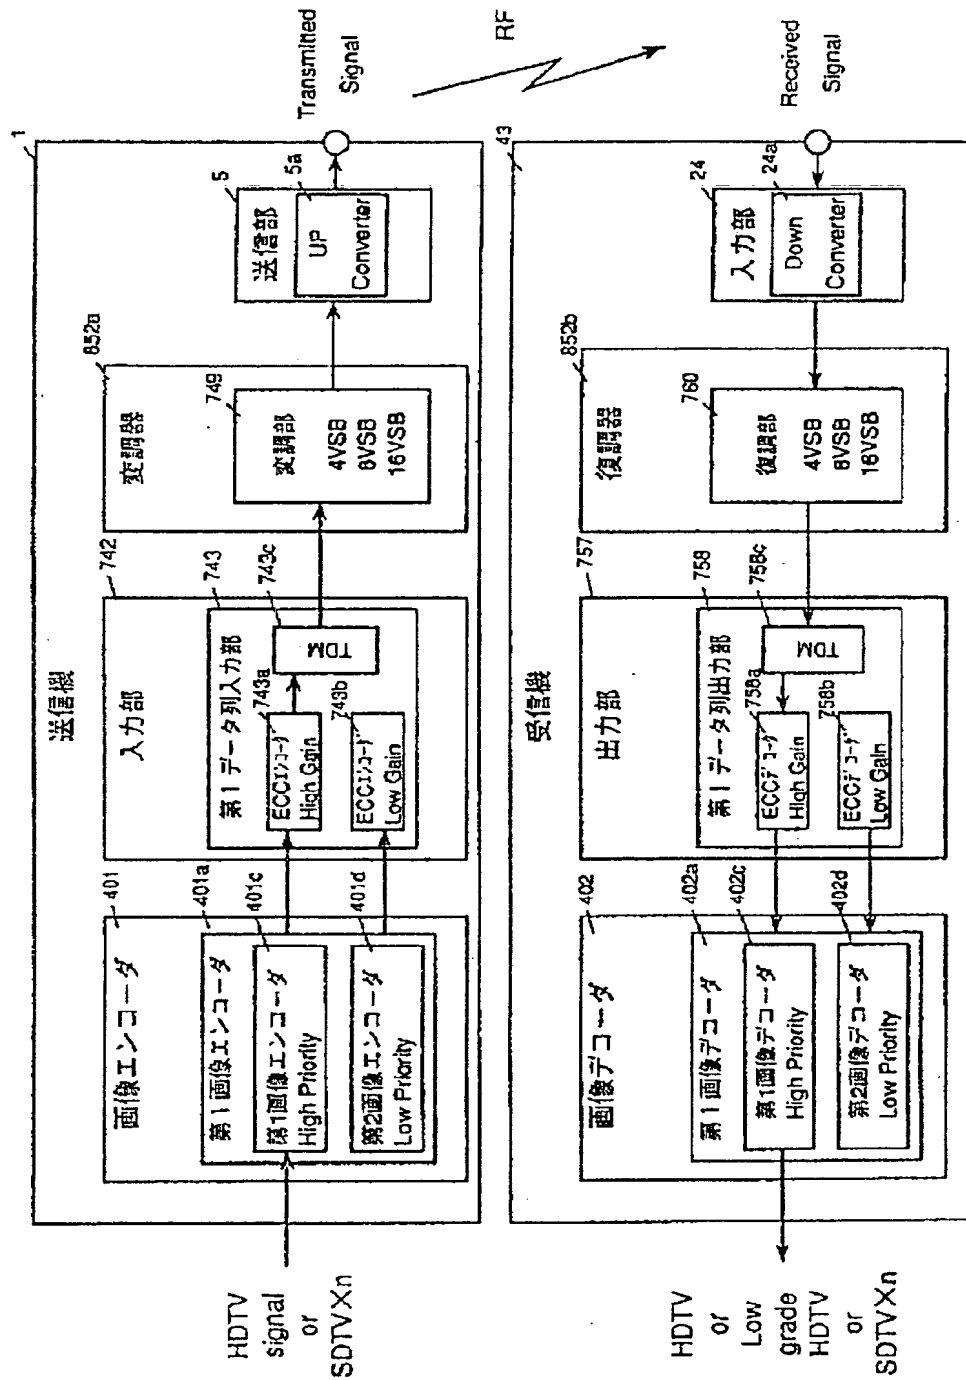 送信機
1
HDTV
signal
or
SDTVXn
画像エンコーダ
401
第1画像エンコーダ
401a
第1画像エンコーダ
High Priority
401c
第2画像エンコーダ
Low Priority
401d
入力部
742
第1データ列入力部
743
ECCエンコーダ
High Gain
743a
ECCエンコーダ
Low Gain
743b
TDM
743c
変調器
852a
変調部
4VSB
8VSB
16VSB
749
送信部
5
UP
Converter
5a
Transmitted
Signal
RF
受信機
43
HDTV
or
Low
grade
HDTV
or
SDTVXn
画像デコーダ
402
第1画像デコーダ
402a
第1画像デコーダ
High Priority
402c
第2画像デコーダ
Low Priority
402d
出力部
757
第1データ列出力部
758
ECCデコーダ
High Gain
758a
ECCデコーダ
Low Gain
758b
TDM
758c
復調器
852b
復調部
4VSB
8VSB
16VSB
760
入力部
24
Down
Converter
24a
Received
Signal